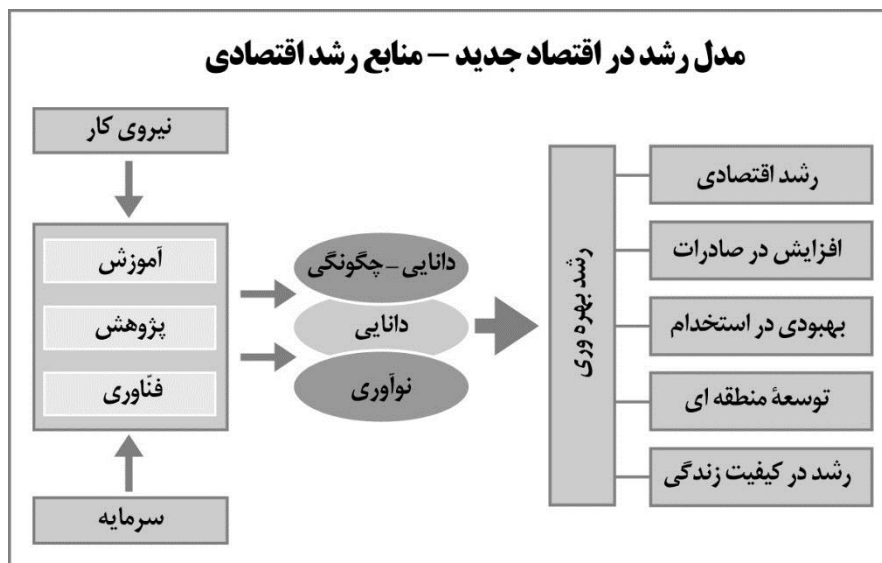 مدل رشد در اقتصاد جدید – منابع رشد اقتصادی
نیروی کار
آموزش
پژوهش
فنّاوری
سرمایه
دانایی – چگونگی
دانایی
نوآوری
رشد بهره وری
رشد اقتصادی
افزایش در صادرات
بهبودی در استخدام
توسعهٔ منطقه ای
رشد در کیفیت زندگی